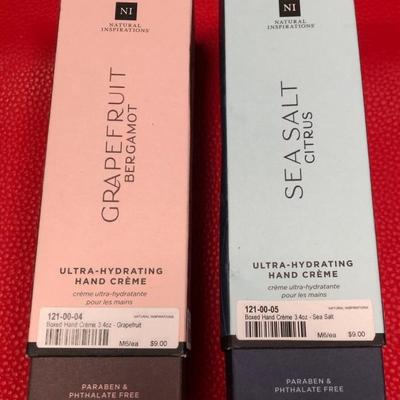 NI
NATURAL
INSPIRATIONS®
GRAPEFRUIT
BERGAMOT
ULTRA-HYDRATING
HAND CRÈME
crème ultra-hydratante
pour les mains
121-00-04
NATURAL INSPIRATIONS
Boxed Hand Crème 3.4oz - Grapefruit
M6/ea
$9.00
PARABEN &
PHTHALATE FREE
NI
NATURAL
INSPIRATIONS®
SEA SALT
CITRUS
ULTRA-HYDRATING
HAND CRÈME
crème ultra-hydratante
pour les mains
121-00-05
NATURAL INSPIRATIONS
Boxed Hand Crème 3.4oz - Sea Salt
M6/ea
$9.00
PARABEN &
PHTHALATE FREE